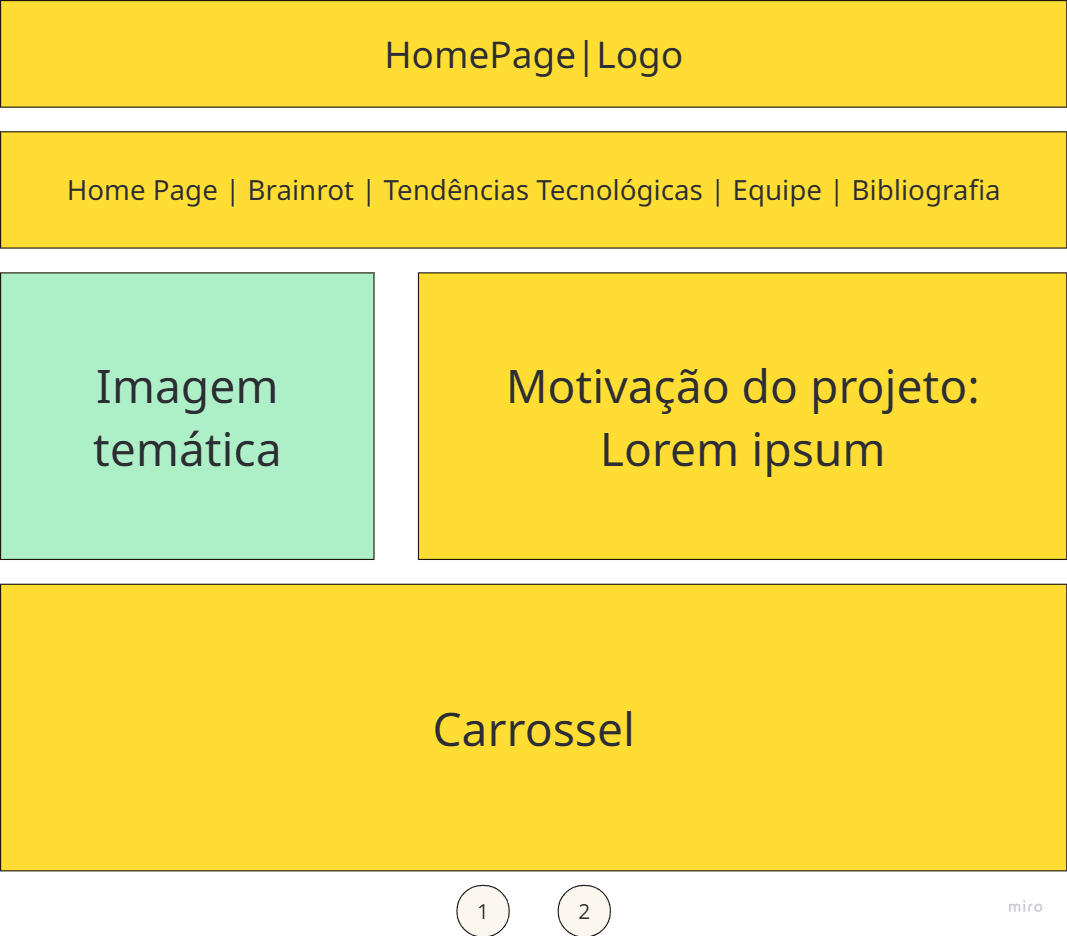 HomePage|Logo
Home Page | Brainrot | Tendências Tecnológicas | Equipe | Bibliografia
Imagem
temática
Motivação do projeto:
Lorem ipsum
Carrossel
1
2
miro